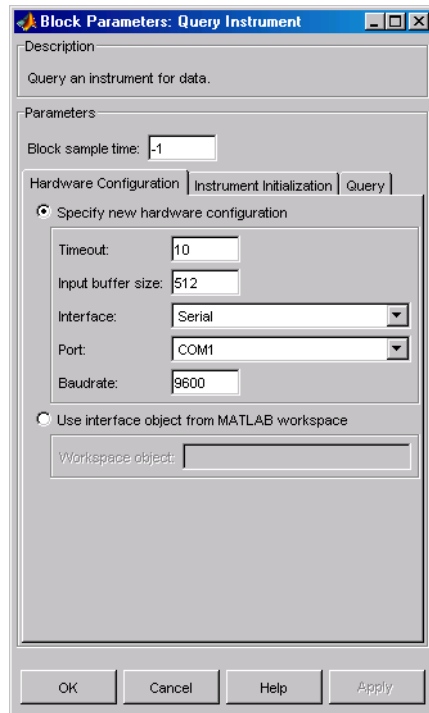 Block Parameters: Query Instrument
Description
Query an instrument for data.
Parameters
Block sample time: -1
Hardware Configuration Instrument Initialization Query
Specify new hardware configuration
Timeout: 10
Input buffer size: 512
Interface: Serial
Port: COM1
Baudrate: 9600
Use interface object from MATLAB workspace
Workspace object:
OK Cancel Help Apply